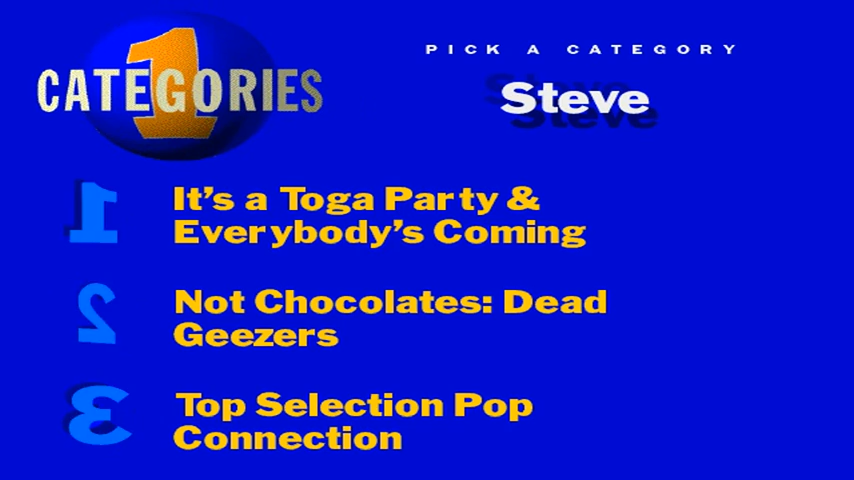 1
CATEGORIES
PICK A CATEGORY
Steve
1
It's a Toga Party &
Everybody's Coming
2
Not Chocolates: Dead
Geezers
3
Top Selection Pop
Connection